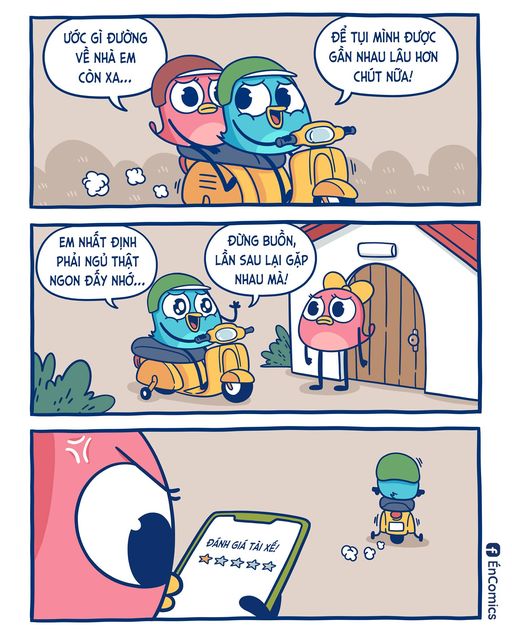 ƯỚC GÌ ĐƯỜNG
VỀ NHÀ EM
CÒN XA...
ĐỂ TỤI MÌNH ĐƯỢC
GẦN NHAU LÂU HƠN
CHÚT NỮA!
EM NHẤT ĐỊNH
PHẢI NGỦ THẬT
NGON ĐẤY NHỚ...
ĐỪNG BUỒN,
LẦN SAU LẠI GẶP
NHAU MÀ!
ĐÁNH GIÁ TÀI XẾ!
ÉnComics